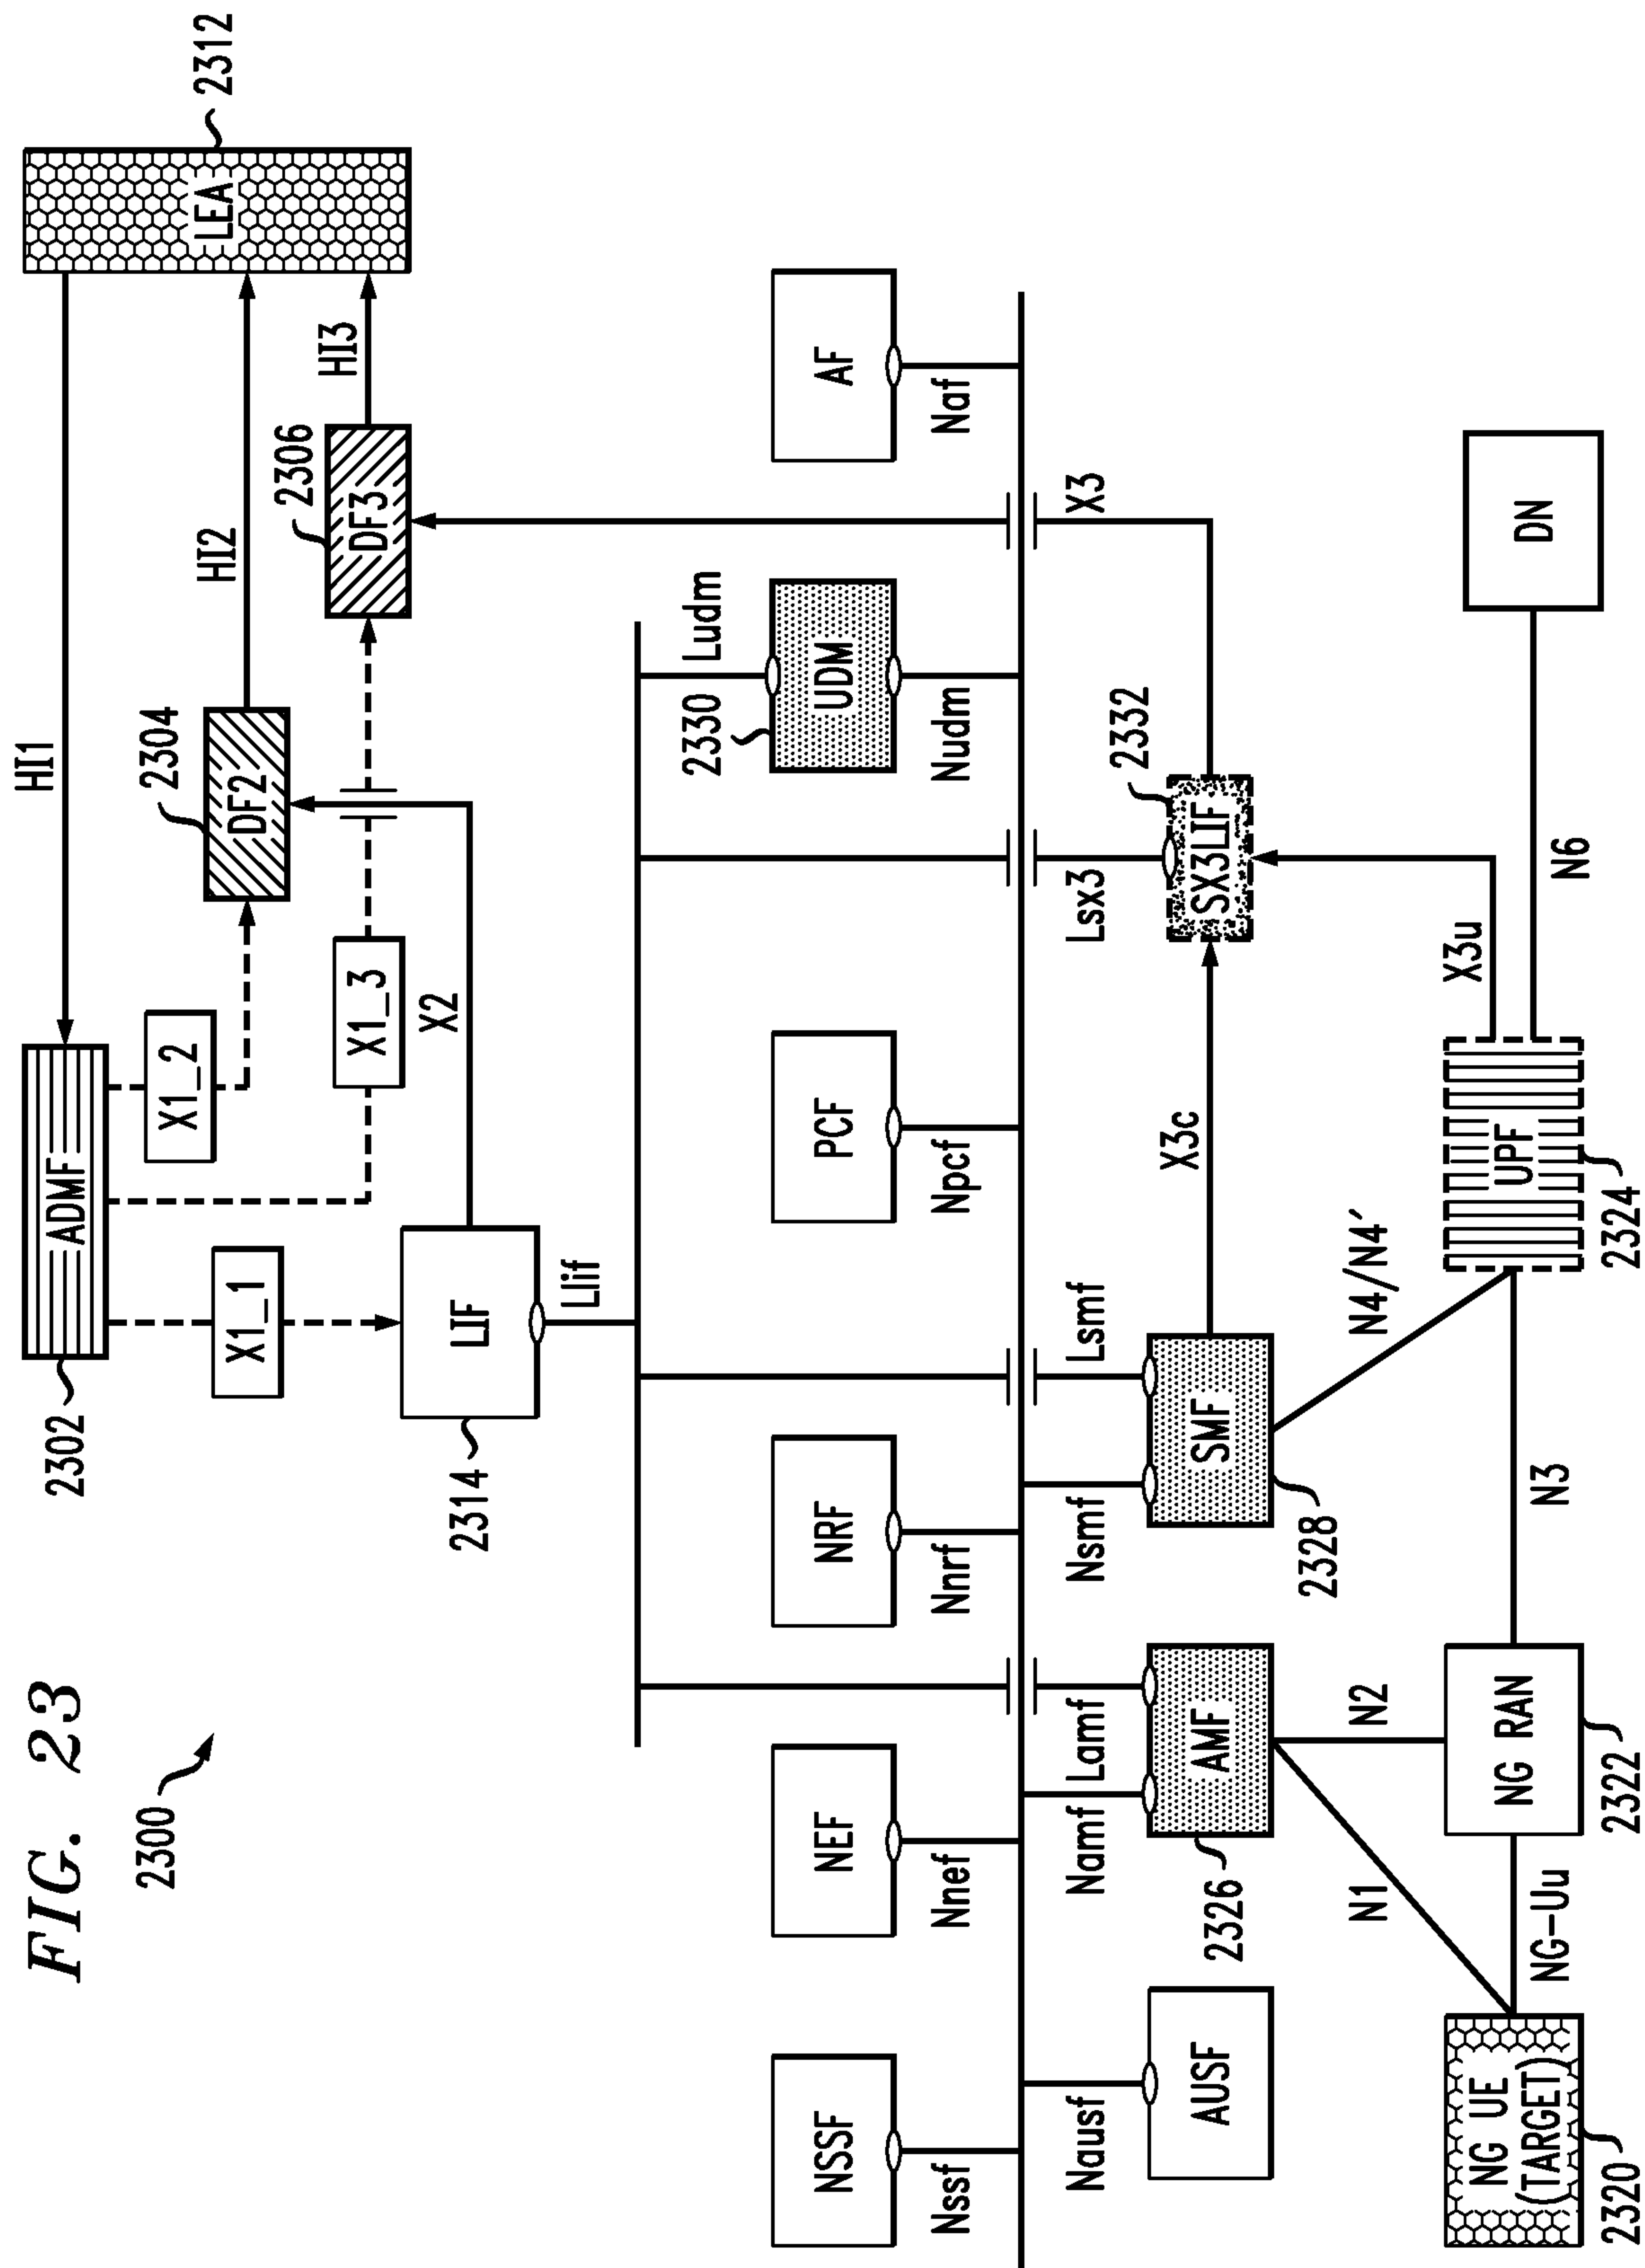 FIG. 23
2300
HI1
ADMF
2302
LEA
2312
X1_1
X1_2
DF2
2304
HI2
X1_3
DF3
2306
HI3
X2
LIF
2314
Llif
NSSF
Nssf
NEF
Nnef
NRF
Nnrf
PCF
Npcf
2330
UDM
Ludm
Nudm
AF
Naf
Nausf
AUSF
Namf
Lamf
AMF
2326
Nsmf
Lsmf
SMF
2328
X3c
Lsx3
SX3LIF
2332
X3
N1
N2
N4/N4′
X3u
NG UE
(TARGET)
2320
NG-Uu
NG RAN
2322
N3
UPF
2324
N6
DN